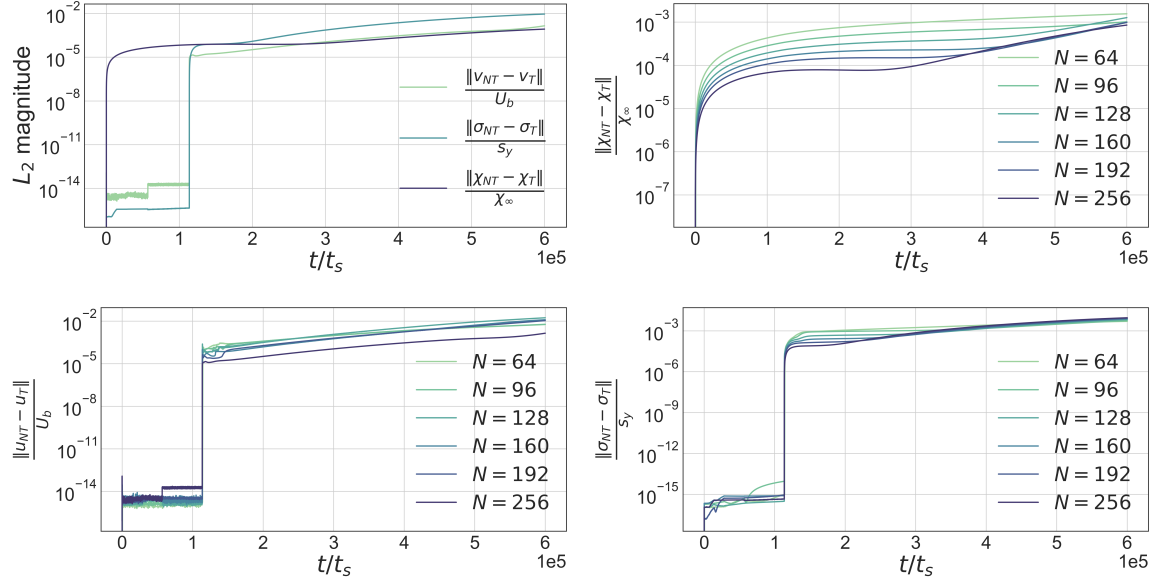 L₂ magnitude
10⁻²
10⁻⁵
10⁻⁸
10⁻¹¹
10⁻¹⁴
‖v_NT − v_T‖
U_b
‖σ_NT − σ_T‖
s_y
‖χ_NT − χ_T‖
χ_∞
0 1 2 3 4 5 6
1e5
t/t_s
‖χ_NT − χ_T‖
χ_∞
10⁻³
10⁻⁴
10⁻⁵
10⁻⁶
10⁻⁷
N = 64
N = 96
N = 128
N = 160
N = 192
N = 256
0 1 2 3 4 5 6
1e5
t/t_s
‖u_NT − u_T‖
U_b
10⁻²
10⁻⁵
10⁻⁸
10⁻¹¹
10⁻¹⁴
N = 64
N = 96
N = 128
N = 160
N = 192
N = 256
0 1 2 3 4 5 6
1e5
t/t_s
‖σ_NT − σ_T‖
s_y
10⁻³
10⁻⁶
10⁻⁹
10⁻¹²
10⁻¹⁵
N = 64
N = 96
N = 128
N = 160
N = 192
N = 256
0 1 2 3 4 5 6
1e5
t/t_s